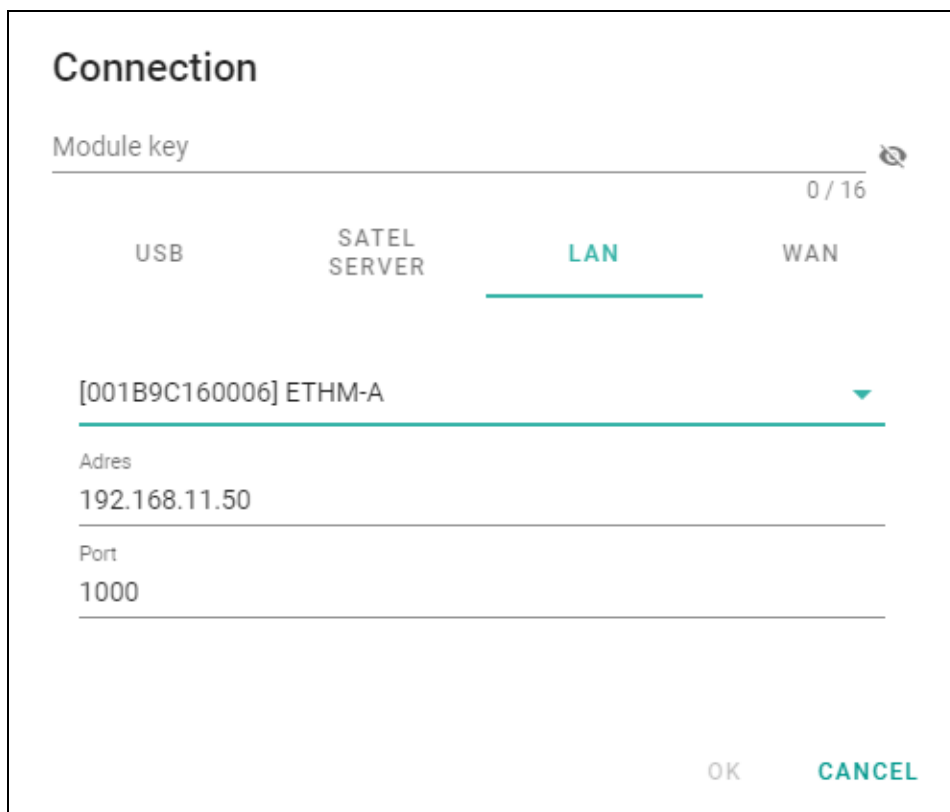 Connection
Module key
0 / 16
USB
SATEL
SERVER
LAN
WAN
[001B9C160006] ETHM-A
Adres
192.168.11.50
Port
1000
OK
CANCEL